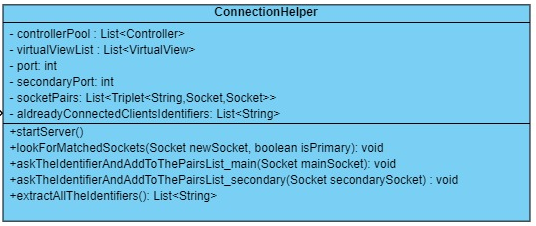 ConnectionHelper
- controllerPool : List<Controller>
- virtualViewList : List<VirtualView>
- port: int
- secondaryPort: int
- socketPairs: List<Triplet<String,Socket,Socket>>
- aldreadyConnectedClientsIdentifiers: List<String>
+startServer()
+lookForMatchedSockets(Socket newSocket, boolean isPrimary): void
+askTheIdentifierAndAddToThePairsList_main(Socket mainSocket): void
+askTheIdentifierAndAddToThePairsList_secondary(Socket secondarySocket) : void
+extractAllTheIdentifiers(): List<String>